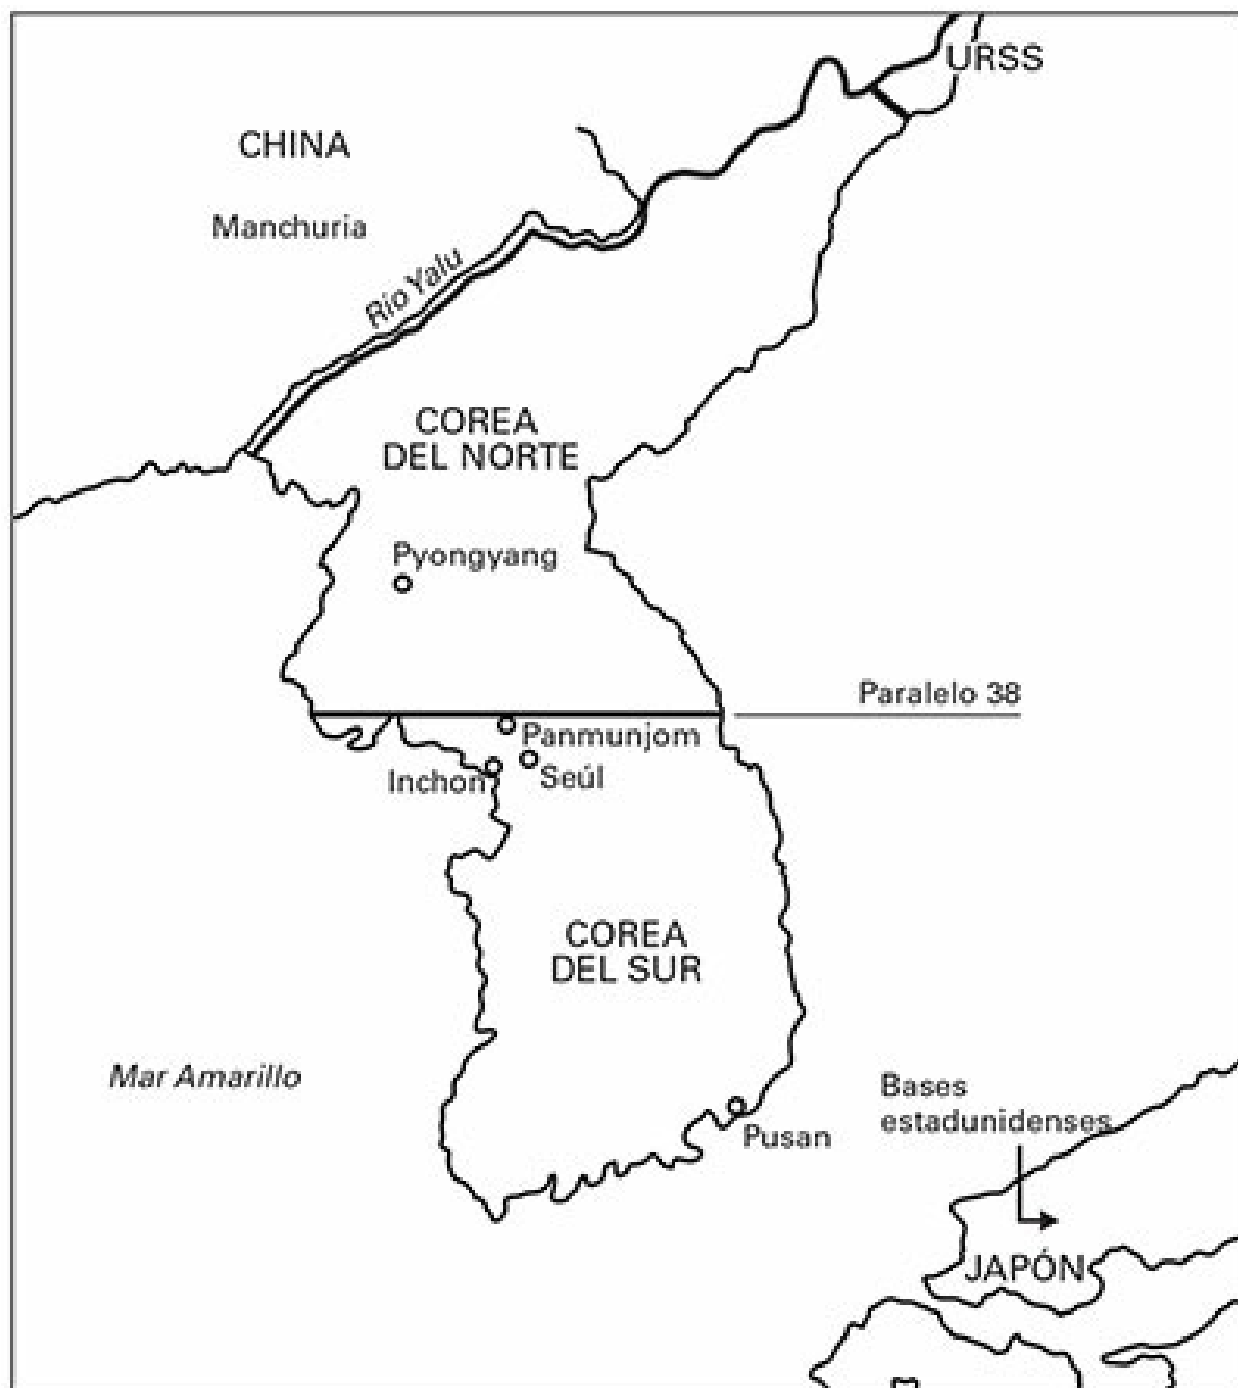 URSS
CHINA
Manchuria
Río Yalu
COREA
DEL NORTE
Pyongyang
Paralelo 38
Panmunjom
Inchon
Seúl
COREA
DEL SUR
Mar Amarillo
Bases
estadunidenses
Pusan
JAPÓN